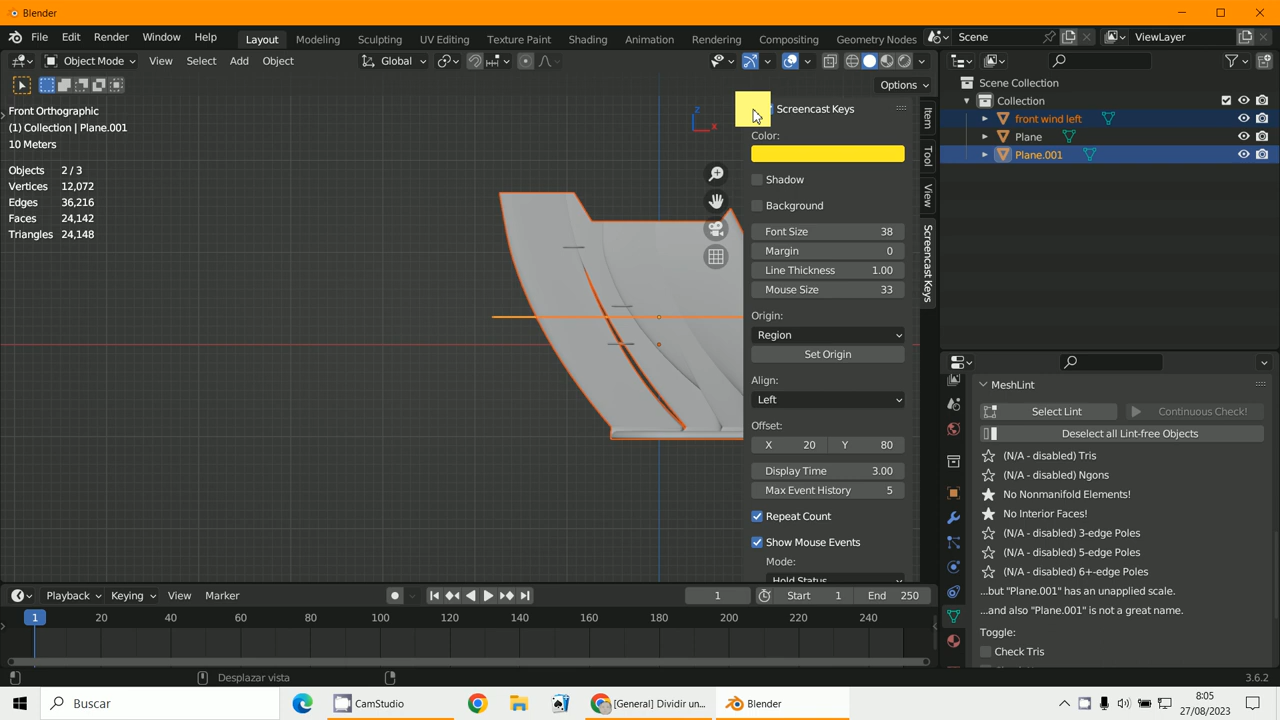 Blender
File Edit Render Window Help Layout Modeling Sculpting UV Editing Texture Paint Shading Animation Rendering Compositing Geometry Nodes Scene ViewLayer
Object Mode View Select Add Object Global
Options
Front Orthographic
(1) Collection | Plane.001
10 Meters
Objects 2 / 3
Vertices 12,072
Edges 36,216
Faces 24,142
Triangles 24,148
Z
X
Screencast Keys
Color:
Shadow
Background
Font Size 38
Margin 0
Line Thickness 1.00
Mouse Size 33
Origin:
Region
Set Origin
Align:
Left
Offset:
X 20 Y 80
Display Time 3.00
Max Event History 5
Repeat Count
Show Mouse Events
Mode:
Hold Status
Item
Tool
View
Screencast Keys
Scene Collection
Collection
front wind left
Plane
Plane.001
MeshLint
Select Lint Continuous Check!
Deselect all Lint-free Objects
(N/A - disabled) Tris
(N/A - disabled) Ngons
No Nonmanifold Elements!
No Interior Faces!
(N/A - disabled) 3-edge Poles
(N/A - disabled) 5-edge Poles
(N/A - disabled) 6+-edge Poles
...but "Plane.001" has an unapplied scale.
...and also "Plane.001" is not a great name.
Toggle:
Check Tris
Playback Keying View Marker 1 Start 1 End 250
1 20 40 60 80 100 120 140 160 180 200 220 240
Desplazar vista 3.6.2
Buscar CamStudio [General] Dividir un... Blender
8:05
27/08/2023